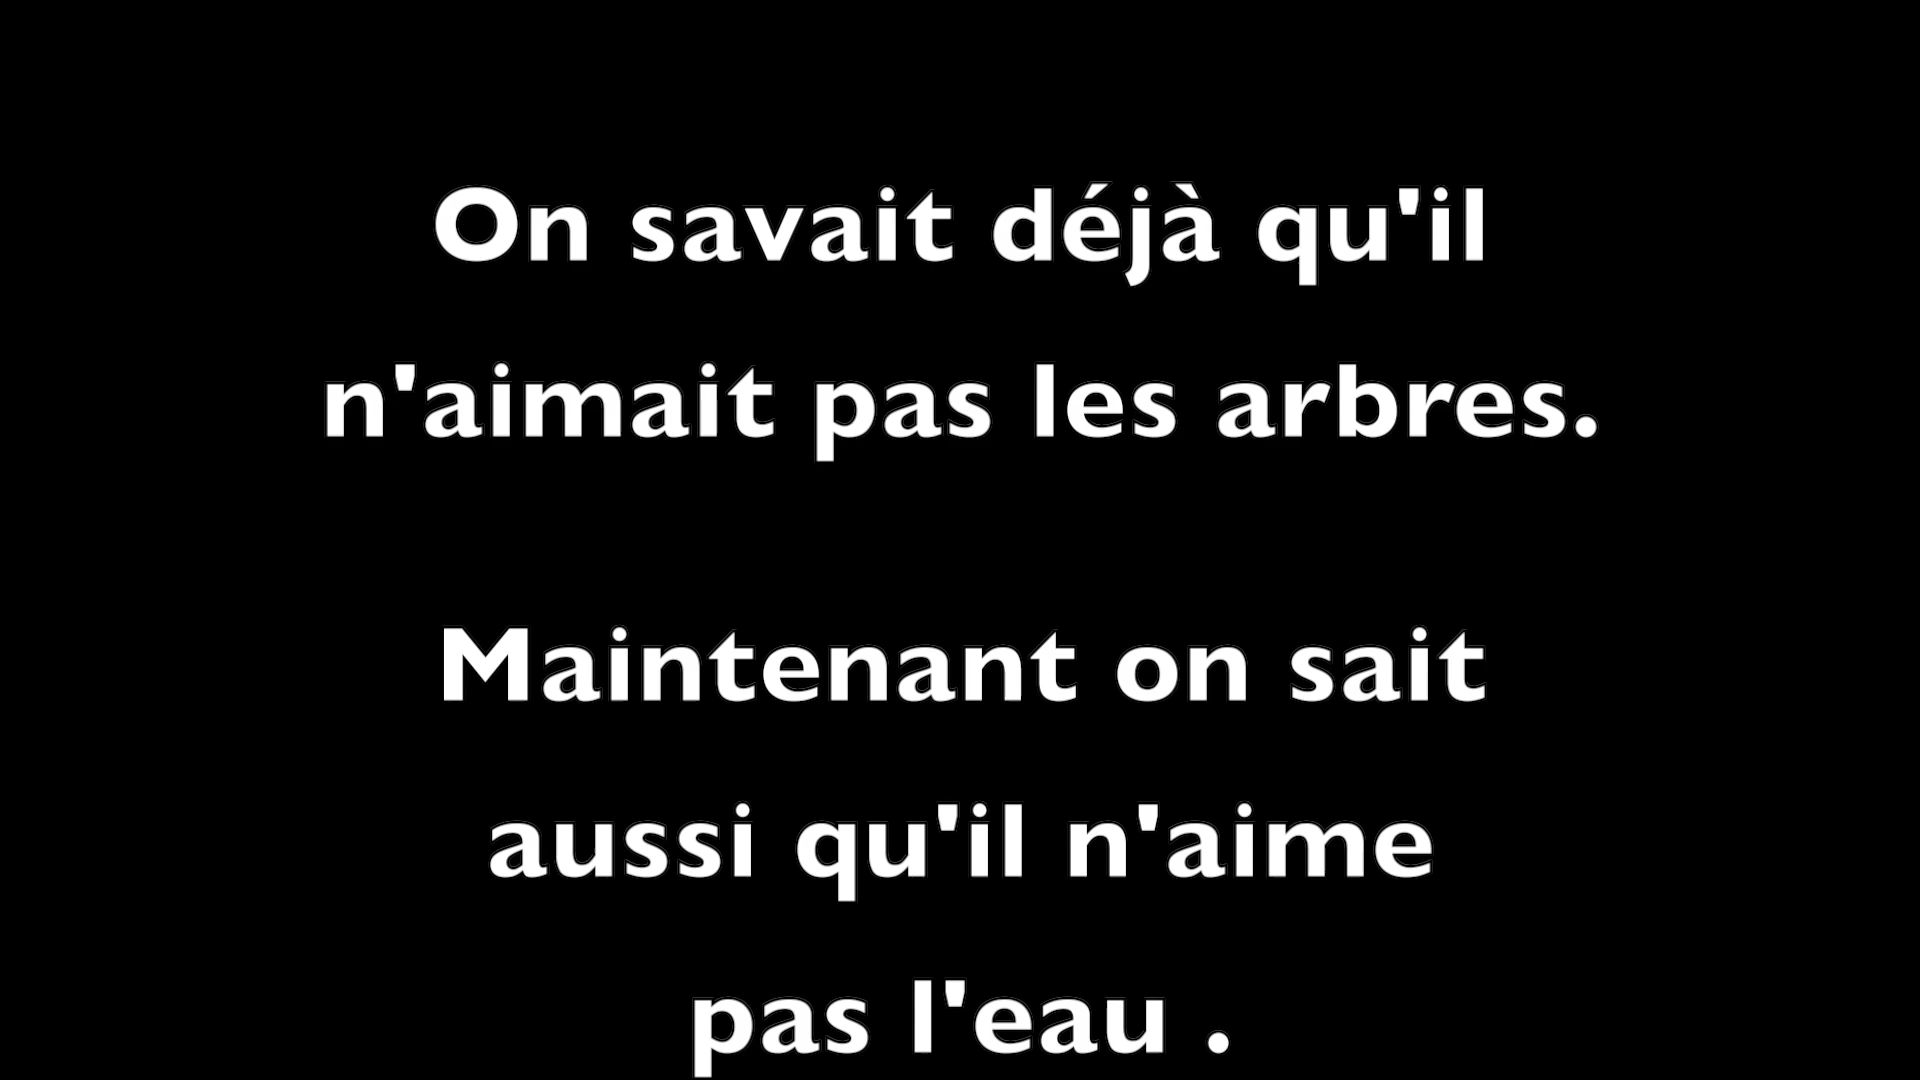 On savait déjà qu'il
n'aimait pas les arbres.
Maintenant on sait
aussi qu'il n'aime
pas l'eau .